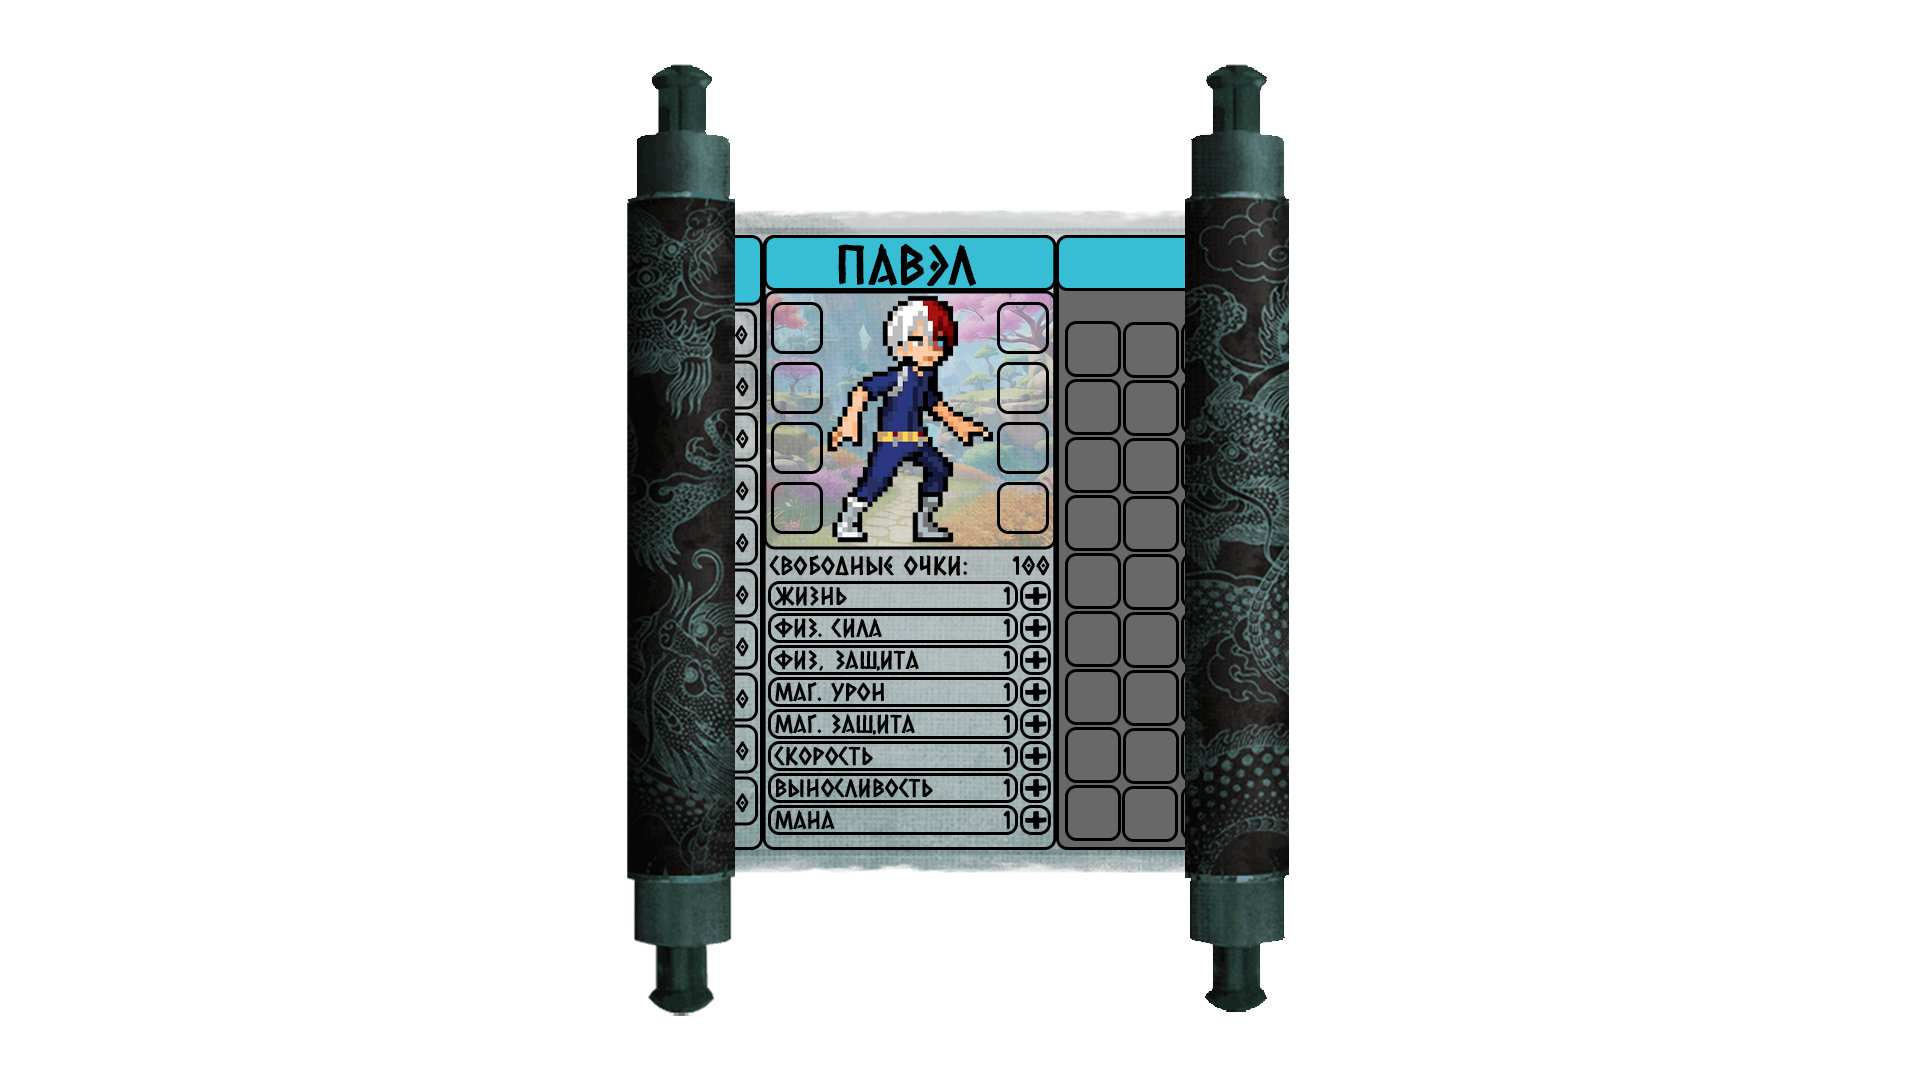 ПАВЭЛ
СВОБОДНЫЕ ОЧКИ: 100
ЖИЗНЬ 1
ФИЗ. СИЛА 1
ФИЗ, ЗАЩИТА 1
МАГ. УРОН 1
МАГ. ЗАЩИТА 1
СКОРОСТЬ 1
ВЫНОСЛИВОСТЬ 1
МАНА 1